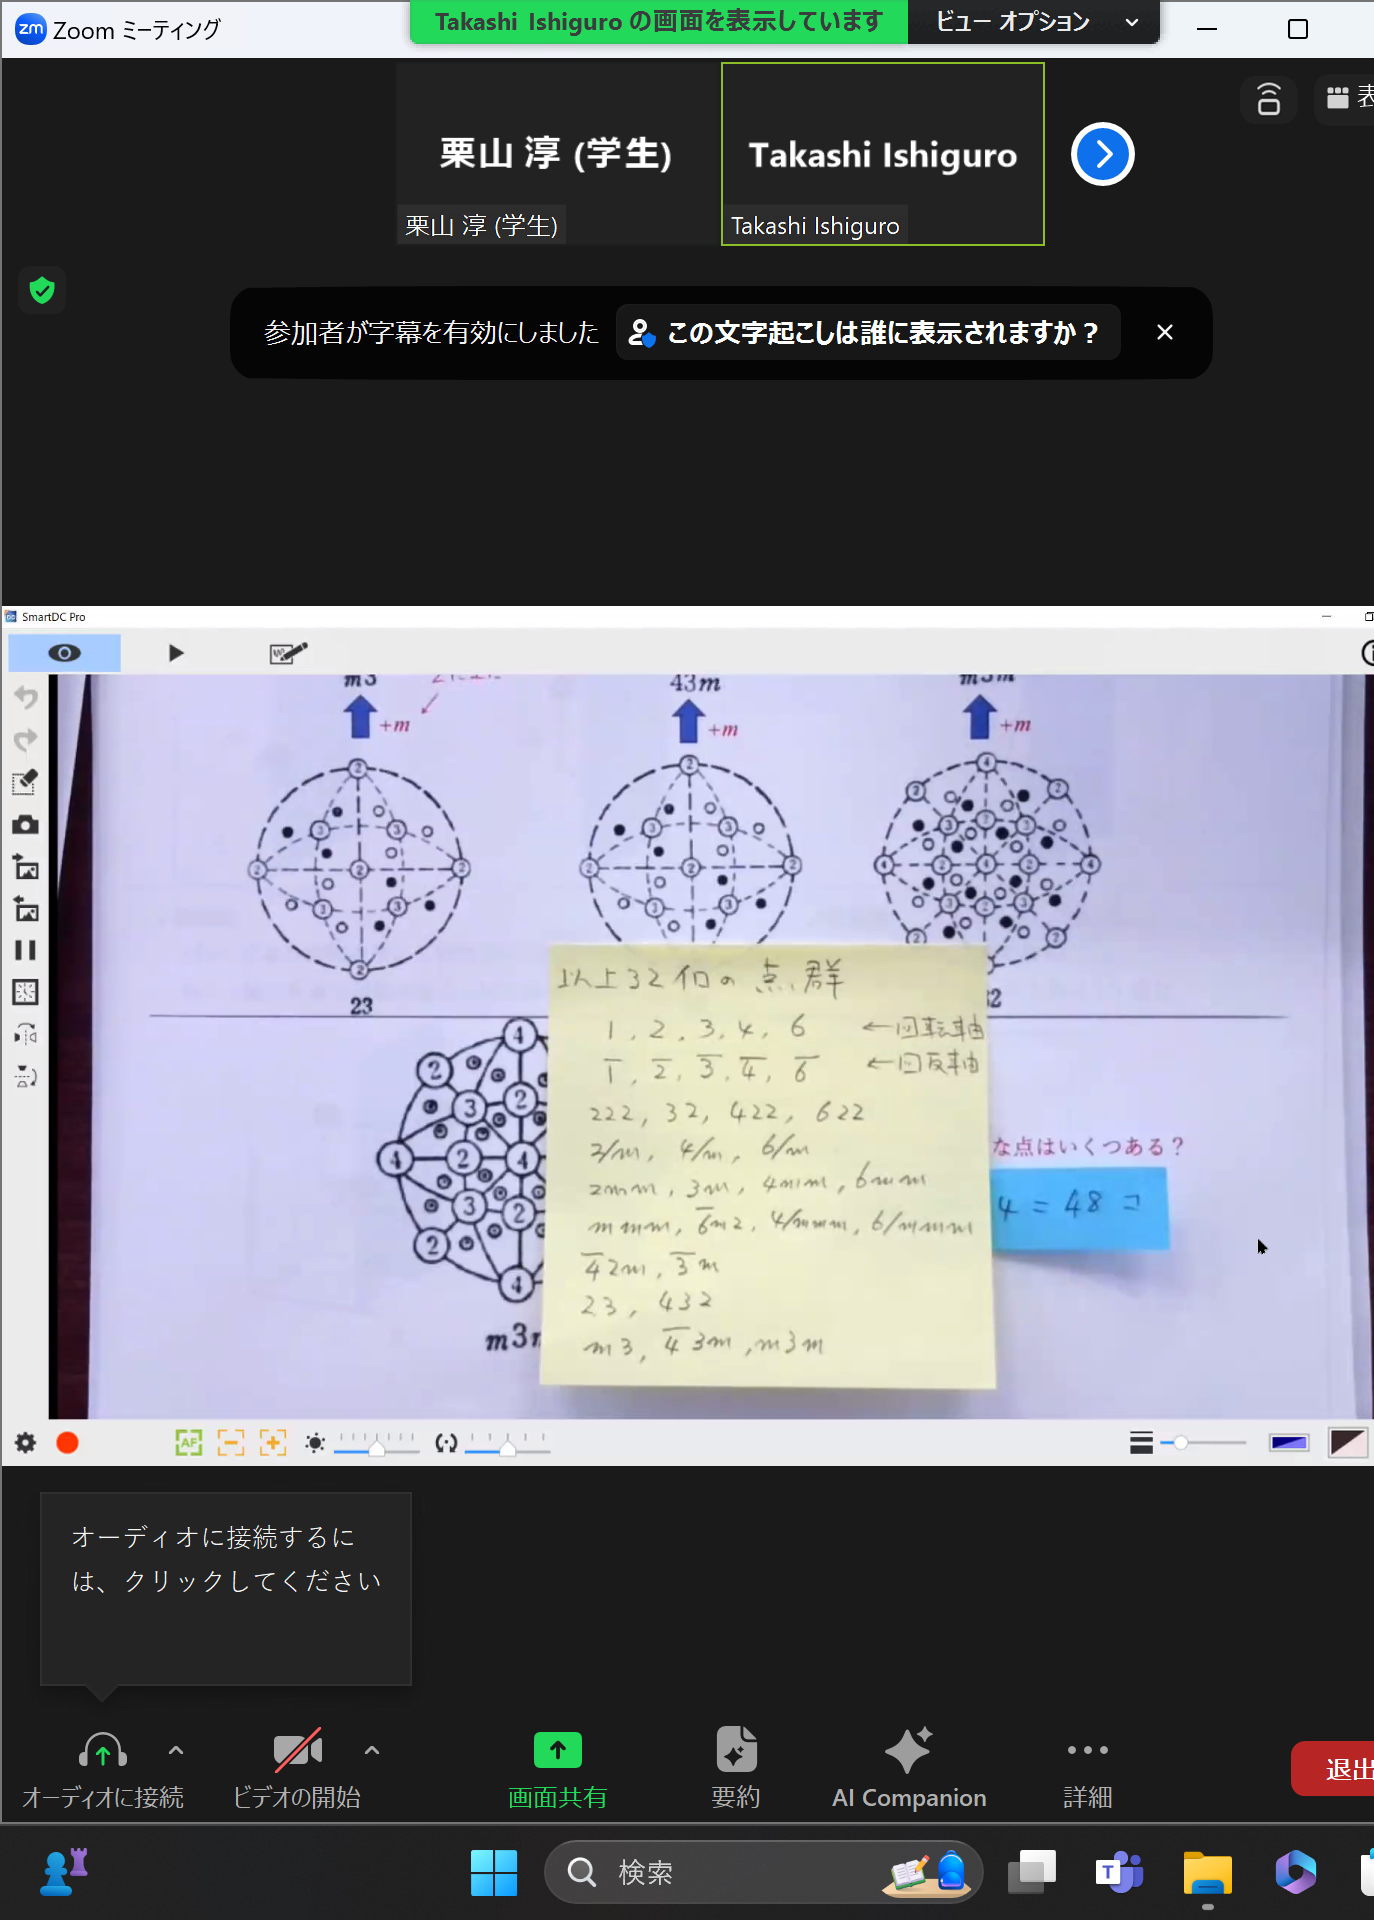 Zoom ミーティング
Takashi Ishiguro の画面を表示しています
ビュー オプション
栗山 淳 (学生)
Takashi Ishiguro
表
栗山 淳 (学生)
Takashi Ishiguro
参加者が字幕を有効にしました
この文字起こしは誰に表示されますか？
SmartDC Pro
m3
43m
m3m
+m
+m
+m
23
32
以上32個の点群
1, 2, 3, 4, 6 ←回転軸
1̅, 2̅, 3̅, 4̅, 6̅ ←回反軸
222, 32, 422, 622
2/m, 4/m, 6/m
2mm, 3m, 4mm, 6mm
mmm, 6̅m2, 4/mmm, 6/mmm
4̅2m, 3̅m
23, 432
m3, 4̅3m, m3m
な点はいくつある？
4 = 48 コ
m3
オーディオに接続するに
は、クリックしてください
オーディオに接続
ビデオの開始
画面共有
要約
AI Companion
詳細
退出
検索